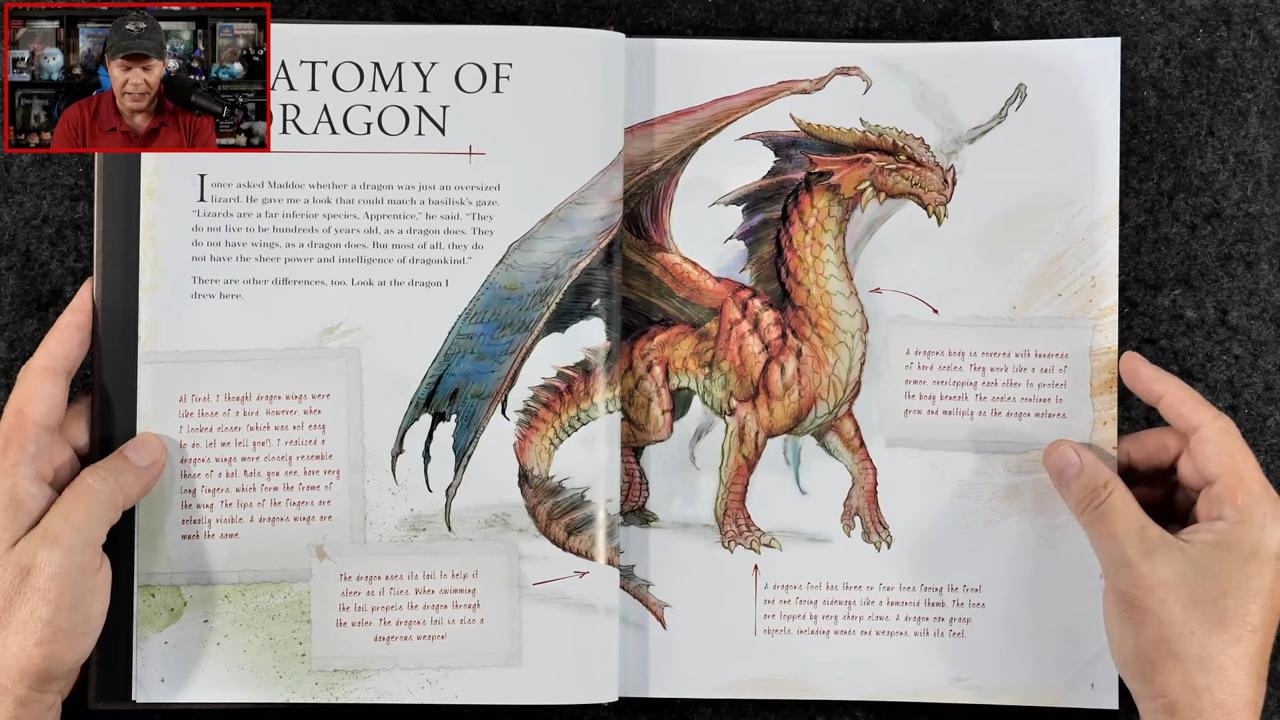 ATOMY OF
DRAGON
I once asked Maddoc whether a dragon was just an oversized
lizard. He gave me a look that could match a basilisk's gaze.
“Lizards are a far inferior species, Apprentice,” he said. “They
do not live to be hundreds of years old, as a dragon does. They
do not have wings, as a dragon does. But most of all, they do
not have the sheer power and intelligence of dragonkind.”
There are other differences, too. Look at the dragon I
drew here.
At first, I thought dragon wings were
like those of a bird. However, when
I looked closer (which was not easy
to do, let me tell you!), I realized a
dragon's wings more closely resemble
those of a bat. Bats, you see, have very
long fingers, which form the frame of
the wing. The tips of the fingers are
actually visible. A dragon's wings are
much the same.
The dragon uses its tail to help it
steer as it flies. When swimming,
the tail propels the dragon through
the water. The dragon's tail is also a
dangerous weapon!
4
A dragon's body is covered with hundreds
of hard scales. They work like a suit of
armor, overlapping each other to protect
the body beneath. The scales continue to
grow and multiply as the dragon matures.
A dragon's foot has three or four toes facing the front
and one facing sideways like a humanoid thumb. The toes
are topped by very sharp claws. A dragon can grasp
objects, including wands and weapons, with its feet.
5